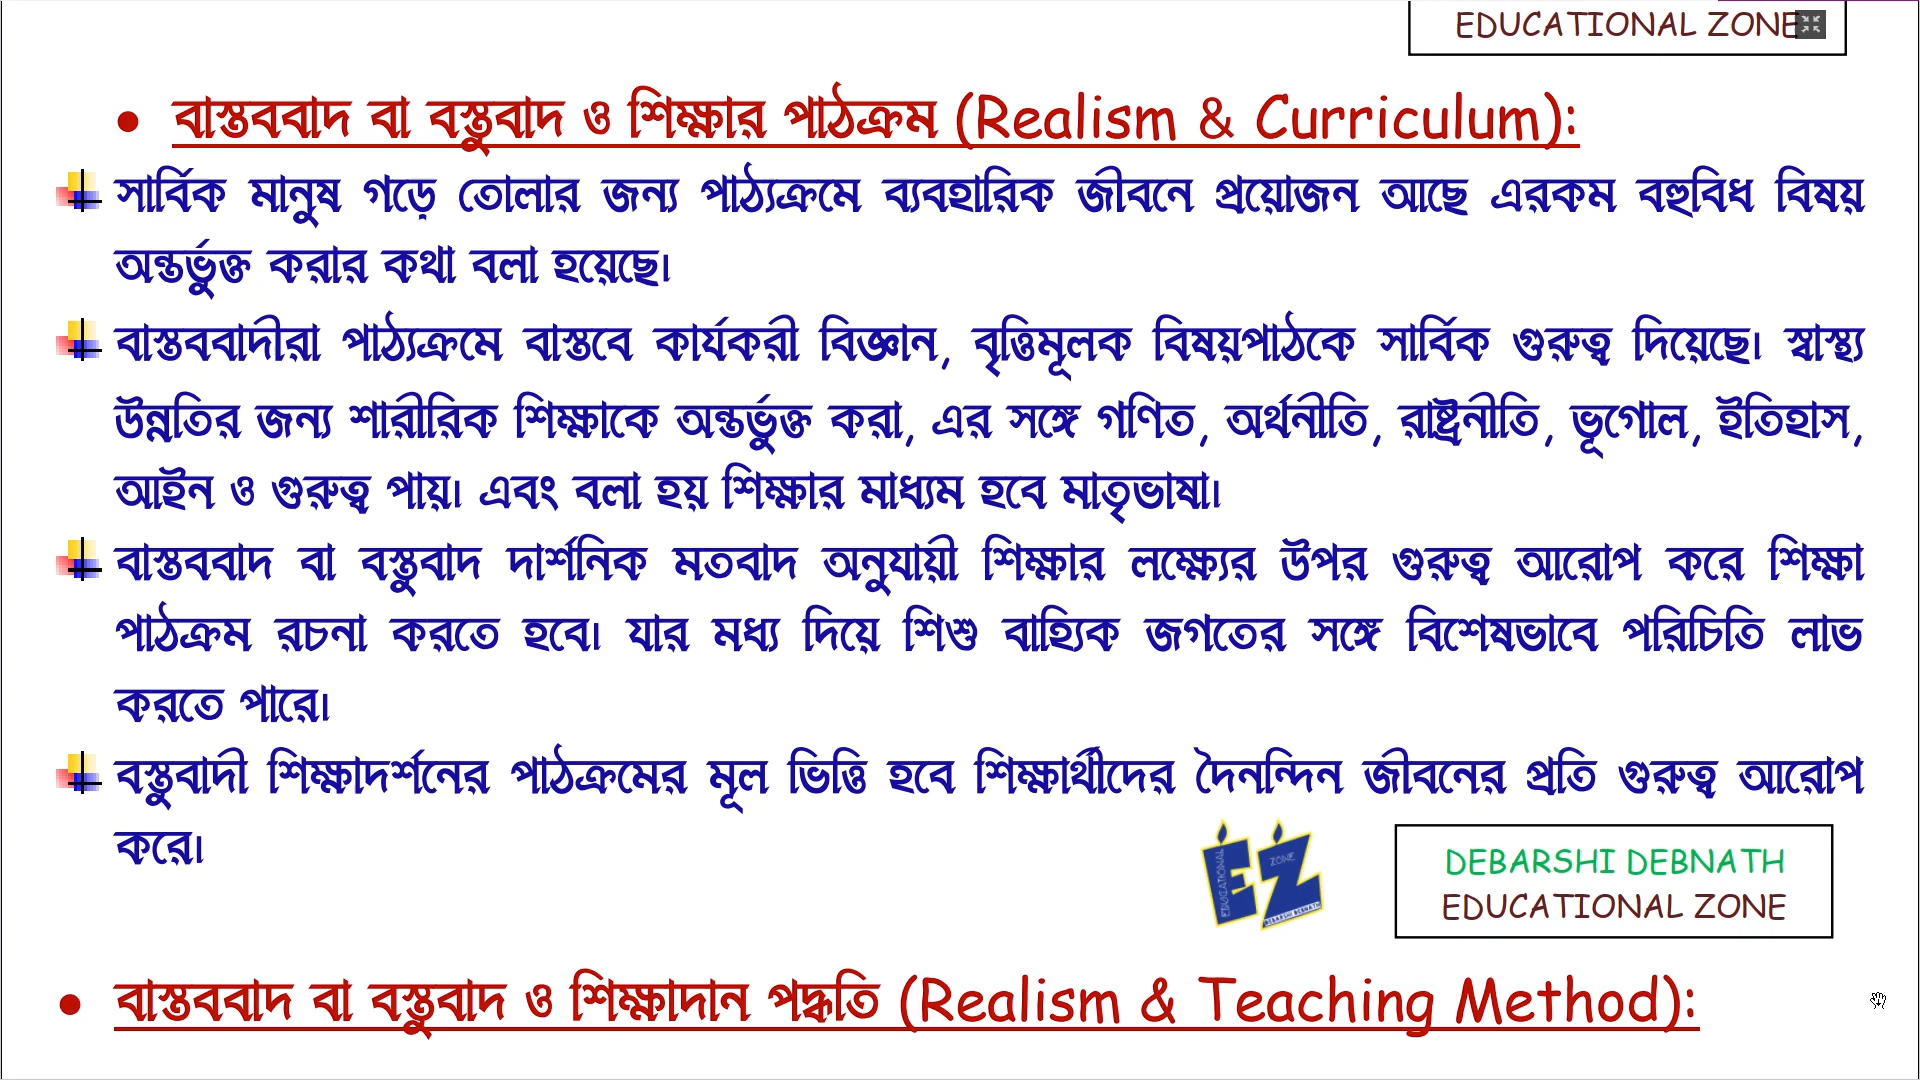 EDUCATIONAL ZONE
• বাস্তববাদ বা বস্তুবাদ ও শিক্ষার পাঠক্রম (Realism & Curriculum):
সার্বিক মানুষ গড়ে তোলার জন্য পাঠ্যক্রমে ব্যবহারিক জীবনে প্রয়োজন আছে এরকম বহুবিধ বিষয়
অন্তর্ভুক্ত করার কথা বলা হয়েছে।
বাস্তববাদীরা পাঠ্যক্রমে বাস্তবে কার্যকরী বিজ্ঞান, বৃত্তিমূলক বিষয়পাঠকে সার্বিক গুরুত্ব দিয়েছে। স্বাস্থ্য
উন্নতির জন্য শারীরিক শিক্ষাকে অন্তর্ভুক্ত করা, এর সঙ্গে গণিত, অর্থনীতি, রাষ্ট্রনীতি, ভূগোল, ইতিহাস,
আইন ও গুরুত্ব পায়। এবং বলা হয় শিক্ষার মাধ্যম হবে মাতৃভাষা।
বাস্তববাদ বা বস্তুবাদ দার্শনিক মতবাদ অনুযায়ী শিক্ষার লক্ষ্যের উপর গুরুত্ব আরোপ করে শিক্ষা
পাঠক্রম রচনা করতে হবে। যার মধ্য দিয়ে শিশু বাহ্যিক জগতের সঙ্গে বিশেষভাবে পরিচিতি লাভ
করতে পারে।
বস্তুবাদী শিক্ষাদর্শনের পাঠক্রমের মূল ভিত্তি হবে শিক্ষার্থীদের দৈনন্দিন জীবনের প্রতি গুরুত্ব আরোপ
করে।
EDUCATIONAL
ZONE
EZ
DEBARSHI DEBNATH
DEBARSHI DEBNATH
EDUCATIONAL ZONE
• বাস্তববাদ বা বস্তুবাদ ও শিক্ষাদান পদ্ধতি (Realism & Teaching Method):